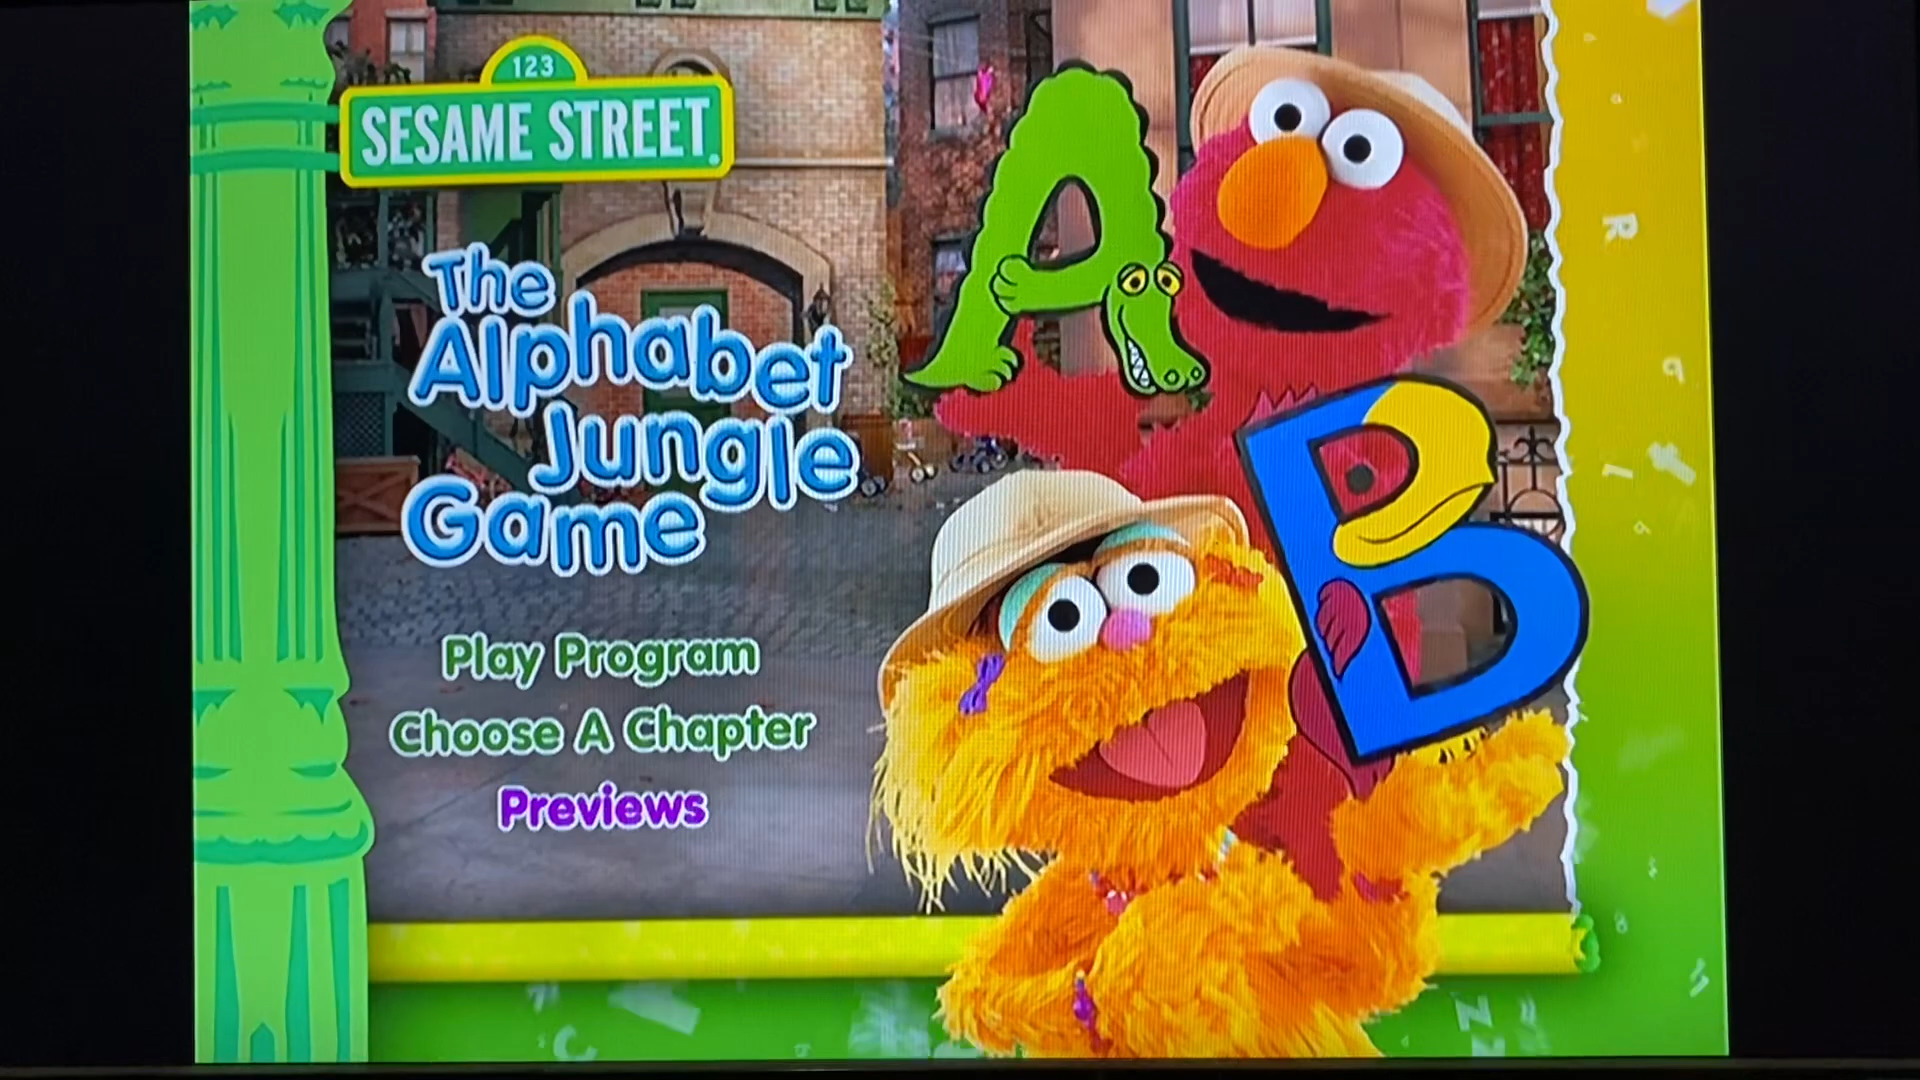 123
SESAME STREET
The
Alphabet
Jungle
Game
Play Program
Choose A Chapter
Previews
A
B
R
Z
C